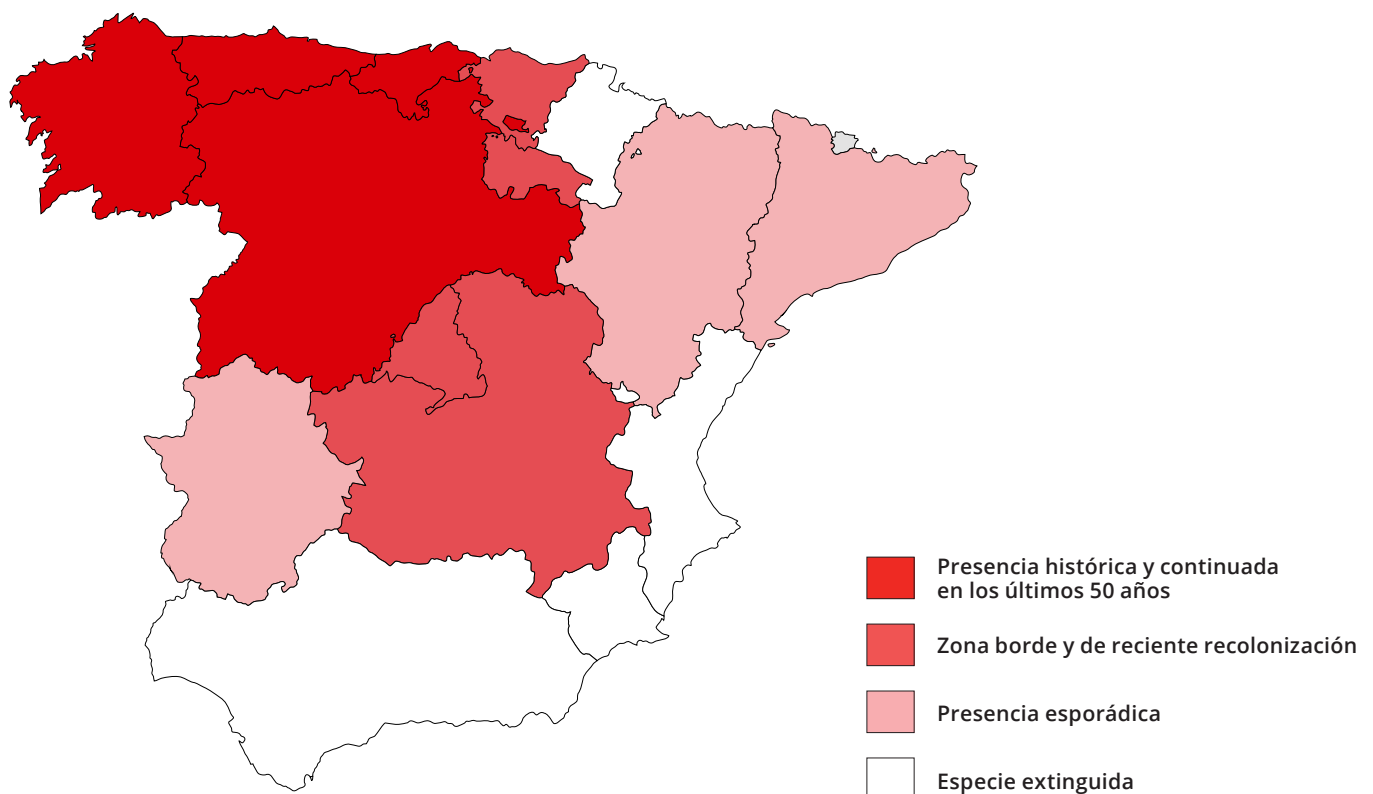 Presencia histórica y continuada
en los últimos 50 años
Zona borde y de reciente recolonización
Presencia esporádica
Especie extinguida